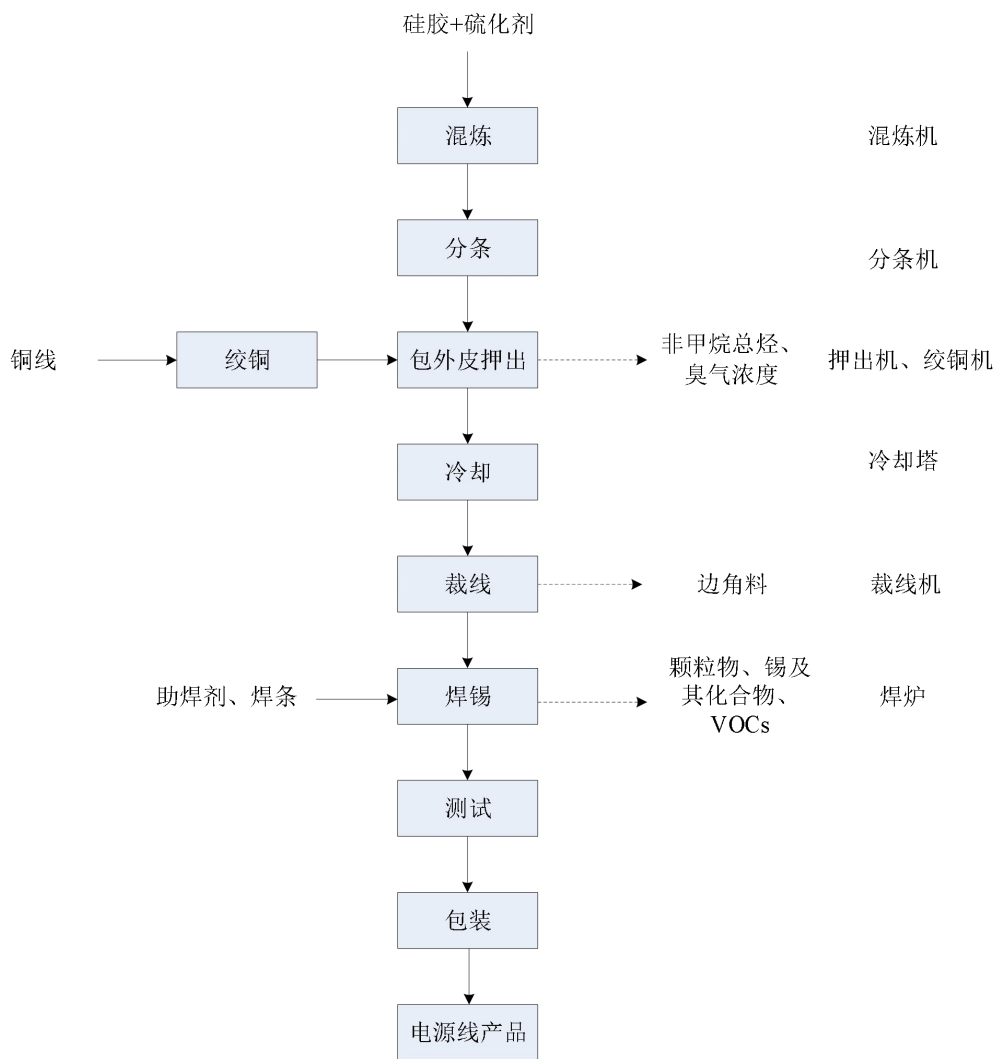 硅胶+硫化剂
混炼
混炼机
分条
分条机
铜线
绞铜
包外皮押出
非甲烷总烃、
臭气浓度
押出机、绞铜机
冷却
冷却塔
裁线
边角料
裁线机
助焊剂、焊条
焊锡
颗粒物、锡及
其化合物、
VOCs
焊炉
测试
包装
电源线产品